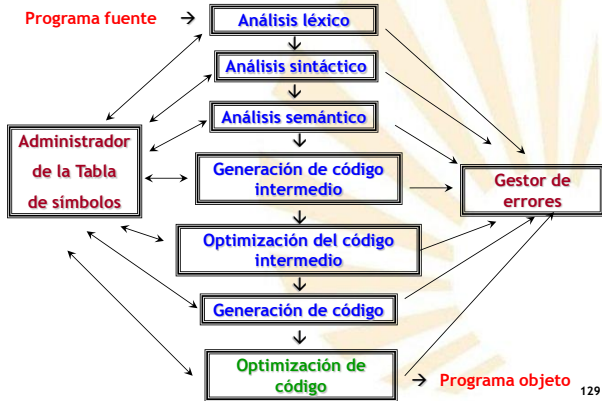 Programa fuente → Análisis léxico
Análisis sintáctico
Análisis semántico
Administrador
de la Tabla
de símbolos
Generación de código
intermedio
Gestor de
errores
Optimización del código
intermedio
Generación de código
Optimización de
código
→ Programa objeto
129